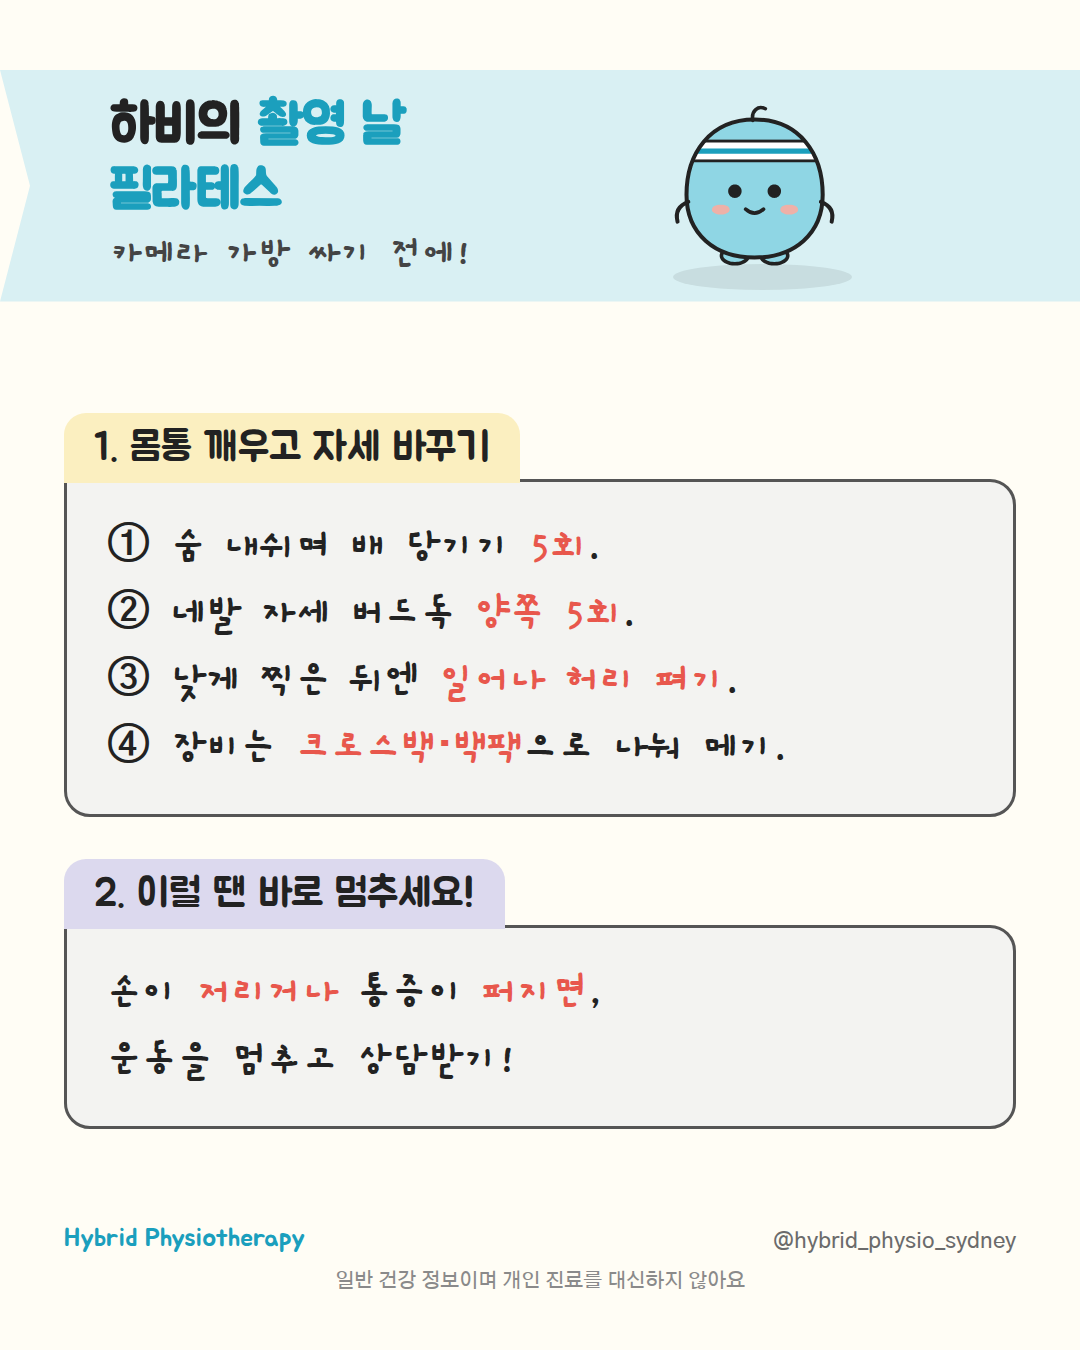 하비의 촬영 날
필라테스
카메라 가방 싸기 전에!
1. 몸통 깨우고 자세 바꾸기
① 숨 내쉬며 배 당기기 5회.
② 네발 자세 버드독 양쪽 5회.
③ 낮게 찍은 뒤엔 일어나 허리 펴기.
④ 장비는 크로스백·백팩으로 나눠 메기.
2. 이럴 땐 바로 멈추세요!
손이 저리거나 통증이 퍼지면,
운동을 멈추고 상담받기!
Hybrid Physiotherapy
@hybrid_physio_sydney
일반 건강 정보이며 개인 진료를 대신하지 않아요